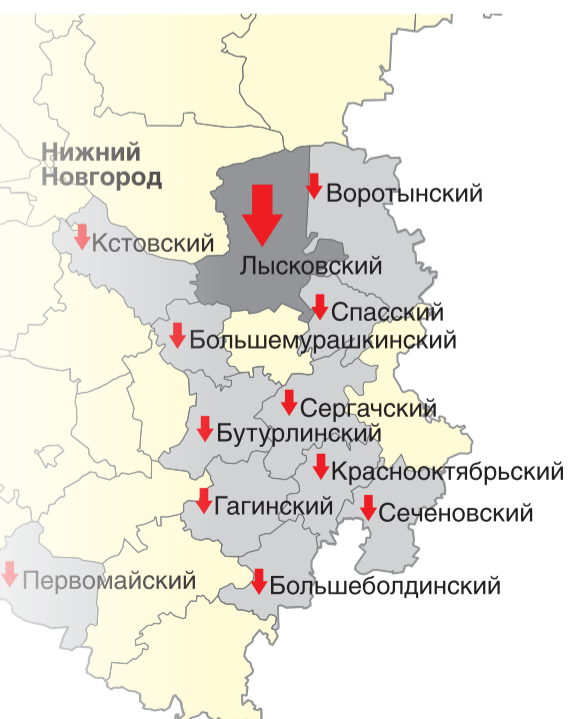 Нижний
Новгород
Воротынский
Кстовский
Лысковский
Спасский
Большемурашкинский
Сергачский
Бутурлинский
Краснооктябрьский
Гагинский
Сеченовский
Первомайский
Большеболдинский